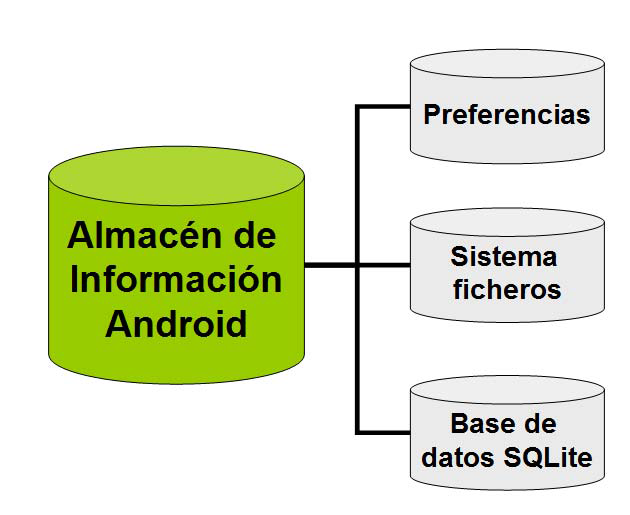 Almacén de
Información
Android
Preferencias
Sistema
ficheros
Base de
datos SQLite